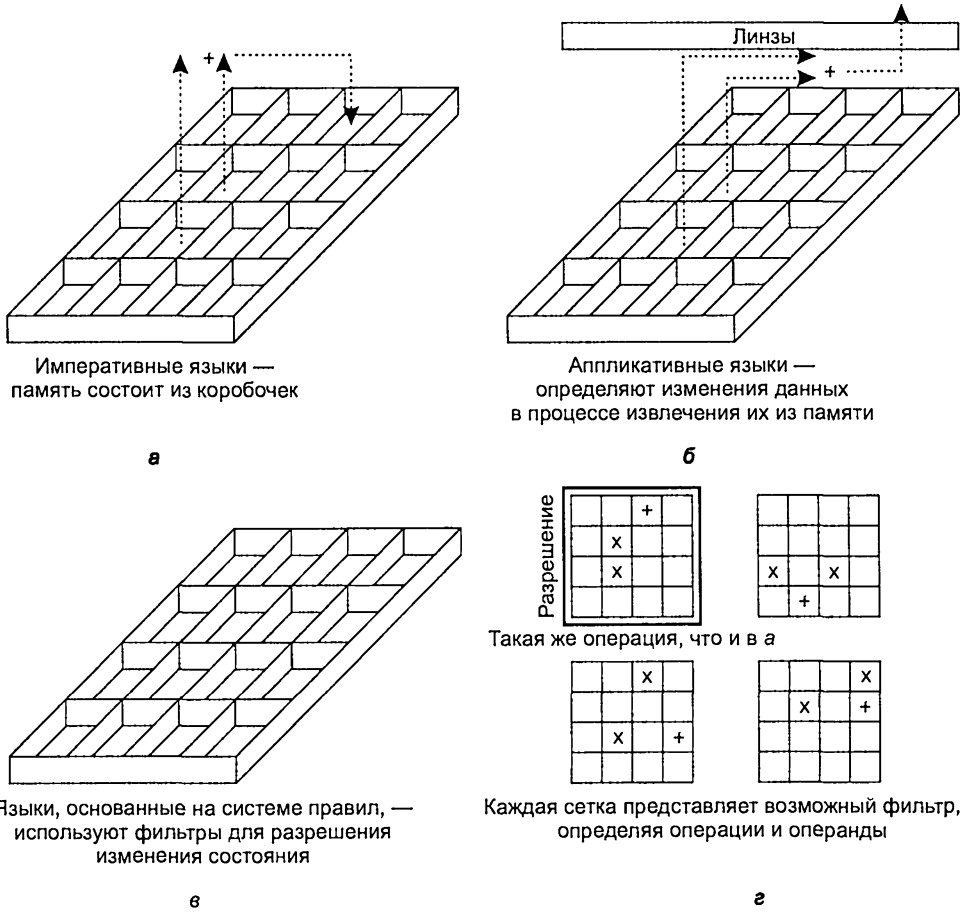 +
Линзы
+
Императивные языки —
память состоит из коробочек
Аппликативные языки —
определяют изменения данных
в процессе извлечения их из памяти
а
б
Разрешение
+
x
x
x x
+
Такая же операция, что и в а
x
x +
x
x +
Языки, основанные на системе правил, —
используют фильтры для разрешения
изменения состояния
Каждая сетка представляет возможный фильтр,
определяя операции и операнды
в
г